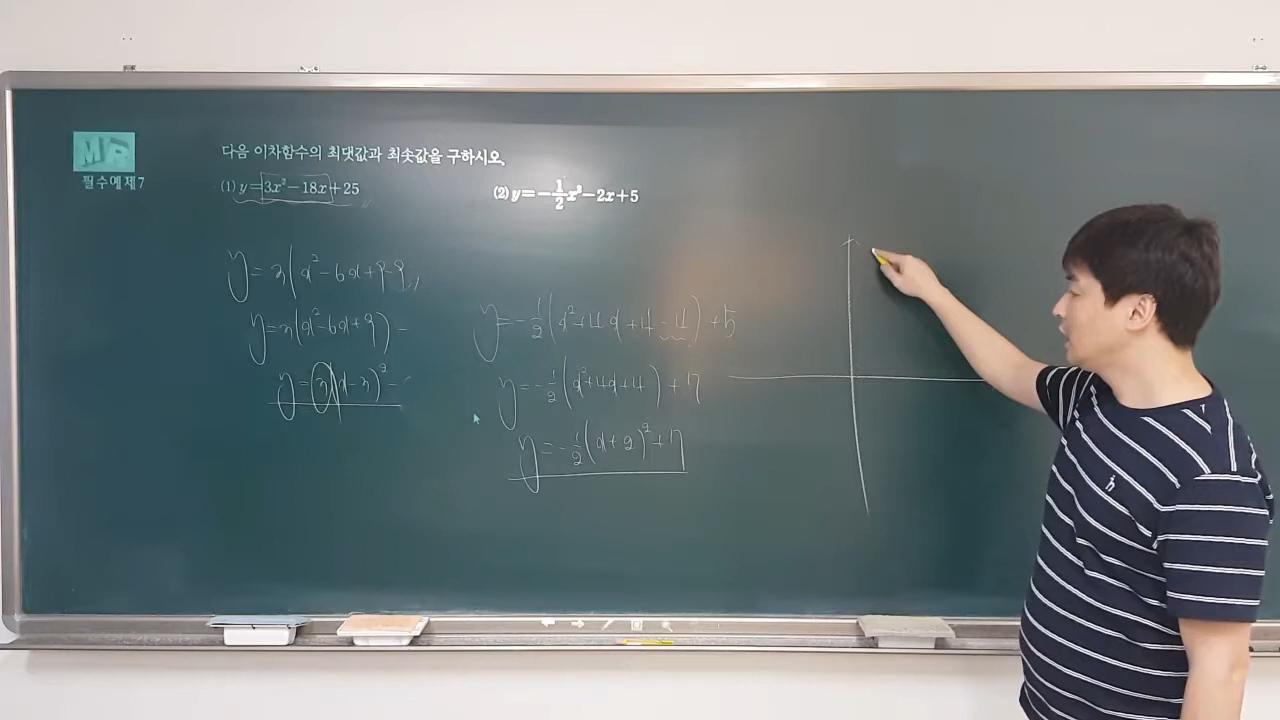 MR
필수예제7
다음 이차함수의 최댓값과 최솟값을 구하시오.
(1) y=3x²-18x+25
(2) y=-1/2x²-2x+5
y=3(x²-6x+9-9)
y=3(x²-6x+9)-
y=3(x-3)²-
y=-1/2(x²+4x+4-4)+5
y=-1/2(x²+4x+4)+7
y=-1/2(x+2)²+7